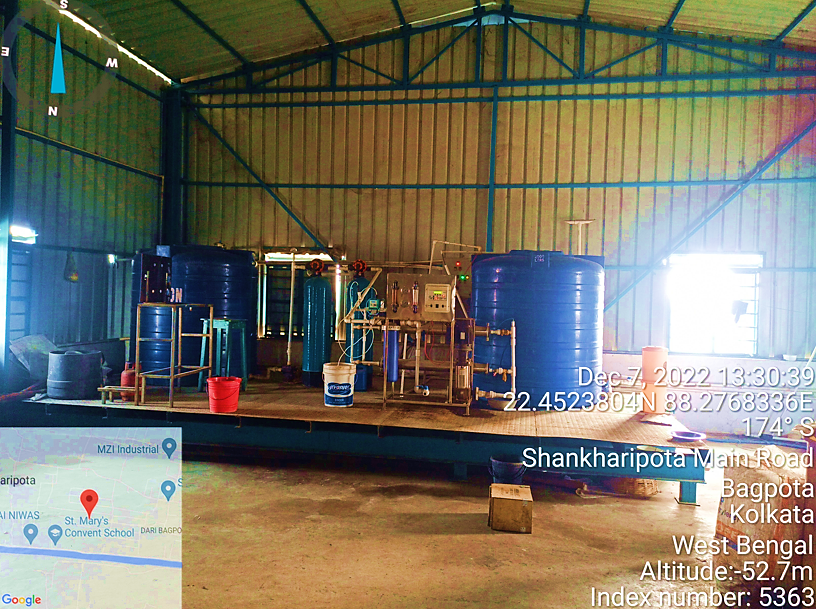 S
E
W
N
Dec 7, 2022 13:30:39
22.4523804N 88.2768336E
174° S
Shankharipota Main Road
Bagpota
Kolkata
West Bengal
Altitude:-52.7m
Index number: 5363
MZI Industrial
aripota
S
AI NIWAS
St. Mary's
Convent School
DARI BAGPO
Google